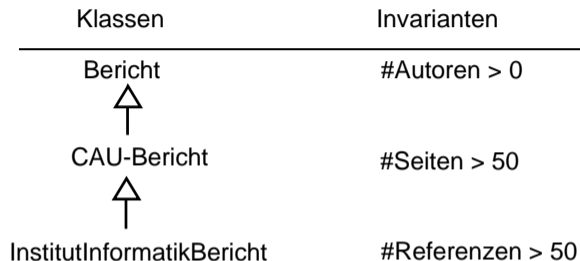 Klassen Invarianten
Bericht #Autoren > 0
CAU-Bericht #Seiten > 50
InstitutInformatikBericht #Referenzen > 50